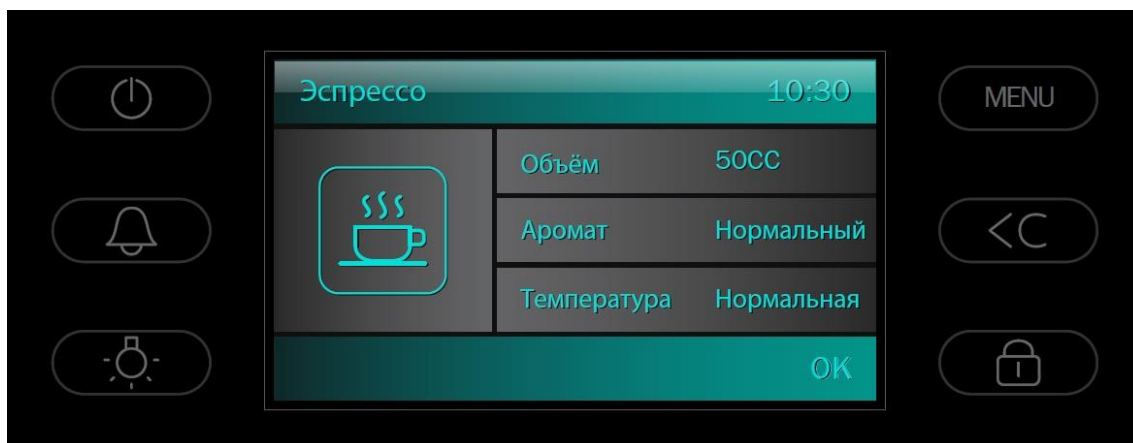 Эспрессо 10:30
MENU
Объём 50CC
Аромат Нормальный
<C
Температура Нормальная
OK